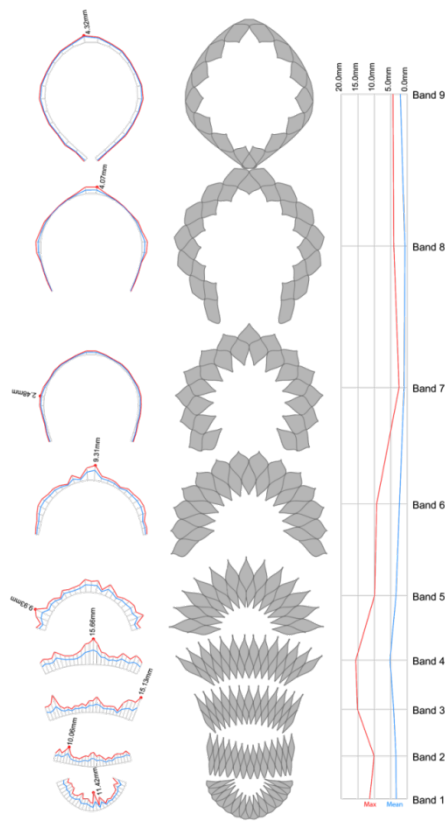 4.32mm
20.0mm
15.0mm
10.0mm
5.0mm
0.0mm
Band 9
4.07mm
Band 8
2.48mm
Band 7
9.31mm
Band 6
9.93mm
Band 5
15.66mm
Band 4
15.13mm
Band 3
10.06mm
Band 2
11.42mm
Band 1
Max
Mean